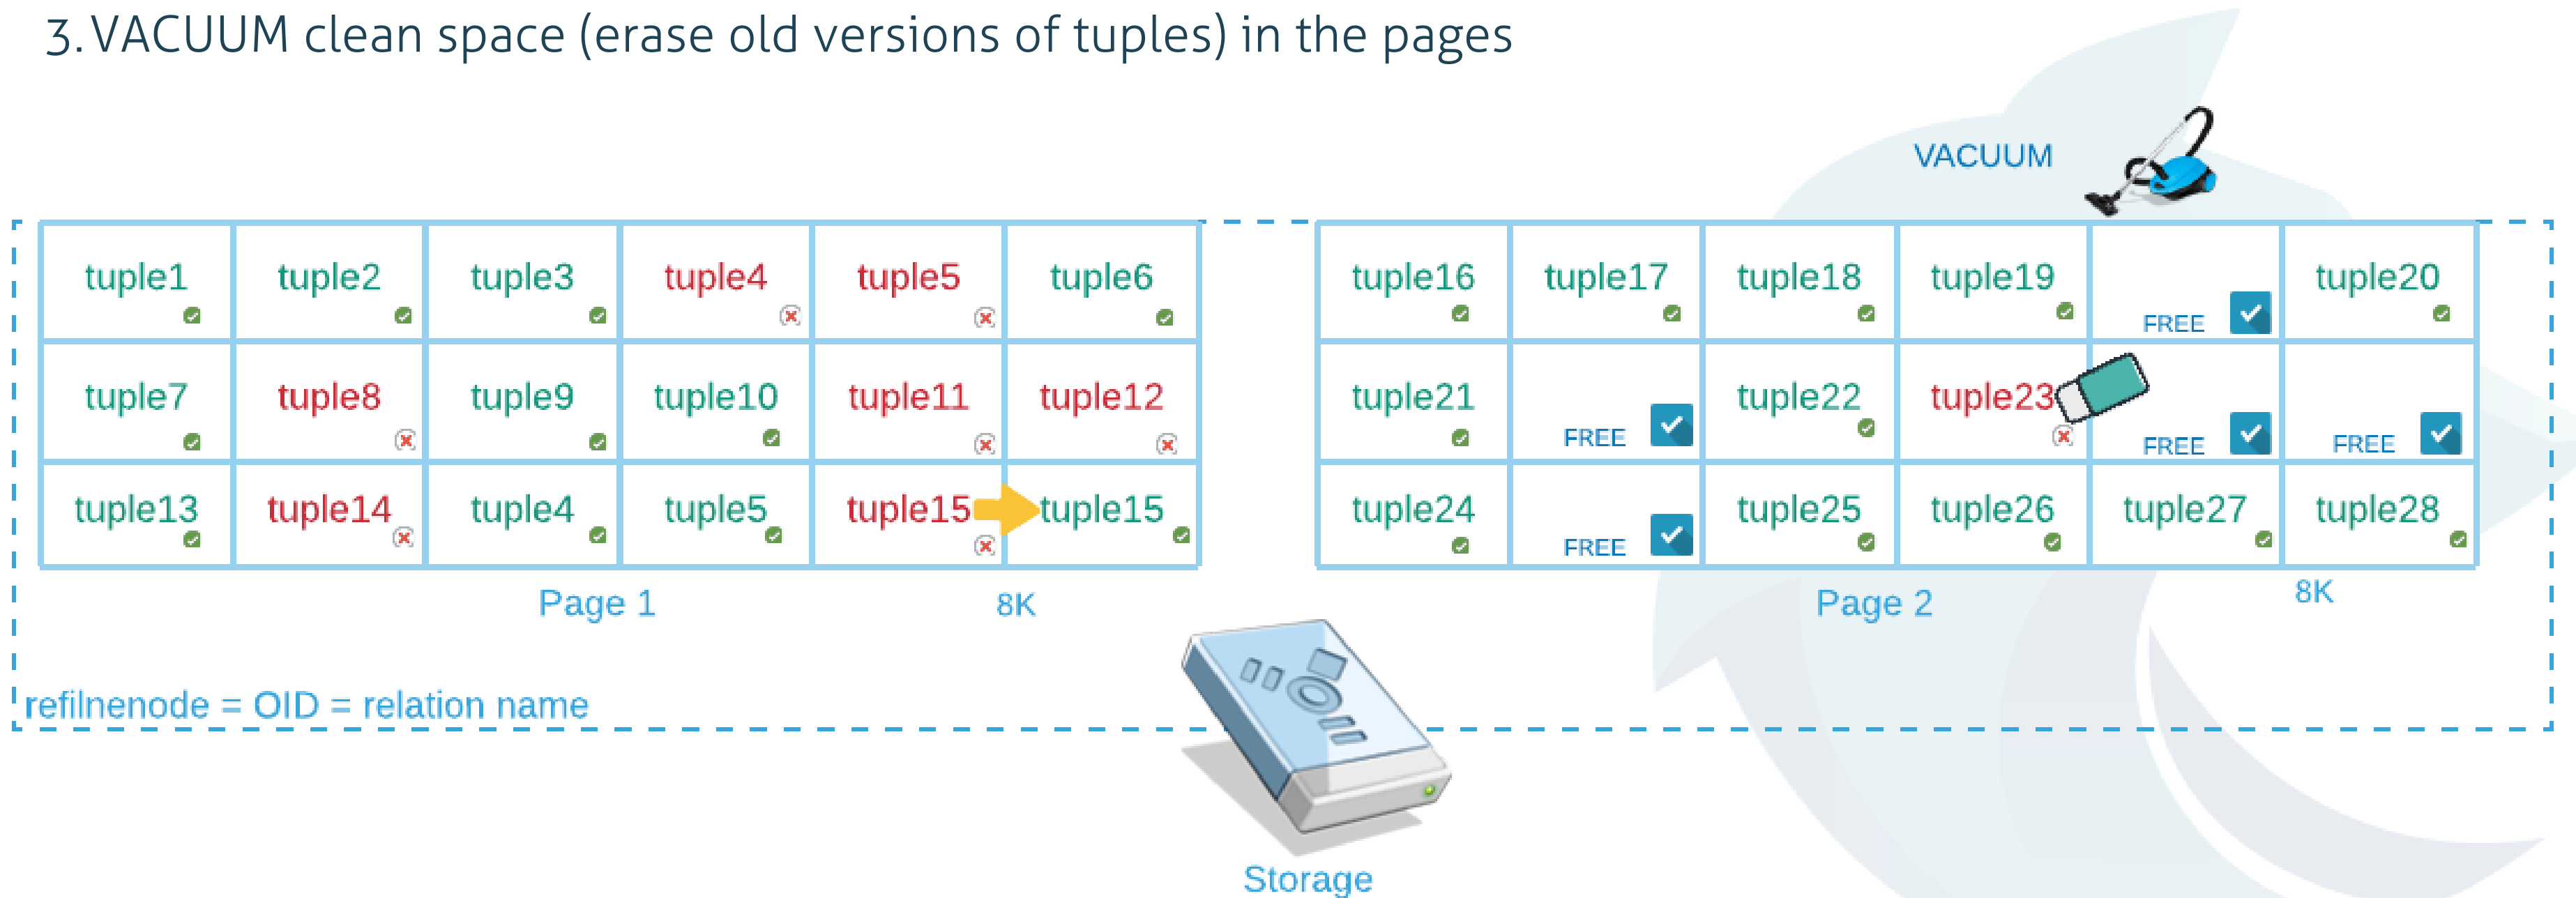 3. VACUUM clean space (erase old versions of tuples) in the pages
VACUUM
tuple1 tuple2 tuple3 tuple4 tuple5 tuple6
tuple7 tuple8 tuple9 tuple10 tuple11 tuple12
tuple13 tuple14 tuple4 tuple5 tuple15 tuple15
Page 1 8K
tuple16 tuple17 tuple18 tuple19 FREE tuple20
tuple21 FREE tuple22 tuple23 FREE FREE
tuple24 FREE tuple25 tuple26 tuple27 tuple28
Page 2 8K
refilnenode = OID = relation name
Storage